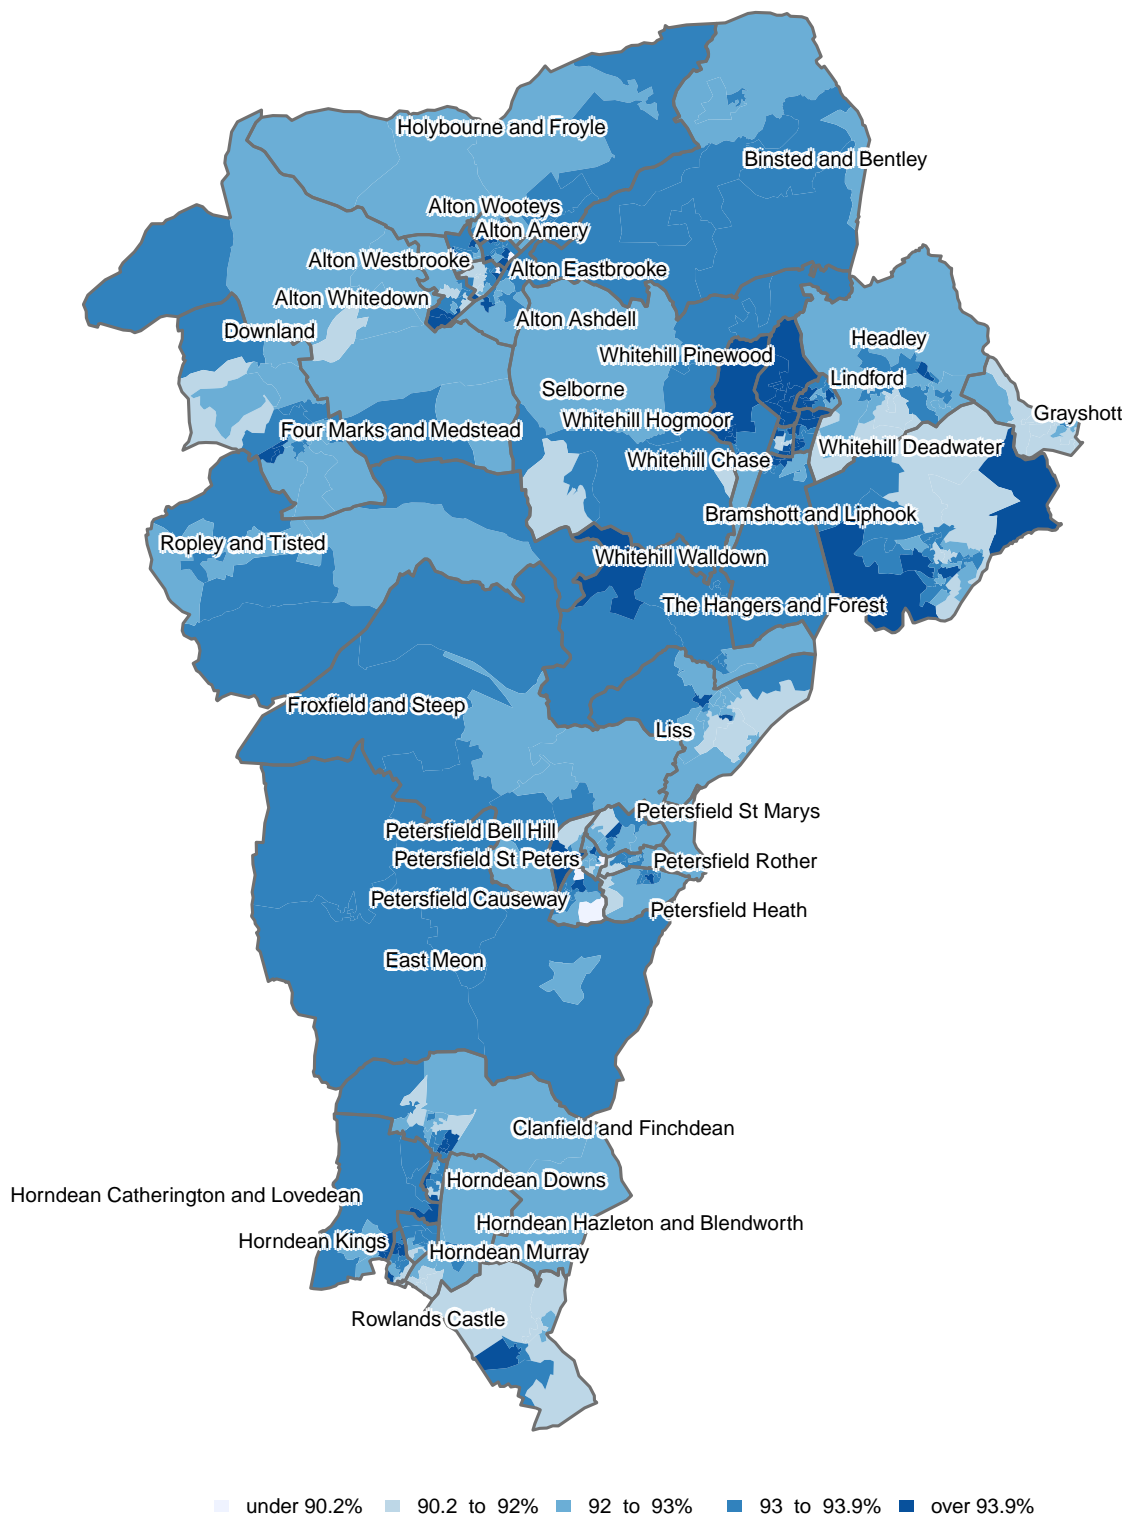 Holybourne and Froyle
Binsted and Bentley
Alton Wooteys
Alton Amery
Alton Westbrooke
Alton Eastbrooke
Alton Whitedown
Alton Ashdell
Downland
Headley
Whitehill Pinewood
Lindford
Selborne
Grayshott
Whitehill Hogmoor
Four Marks and Medstead
Whitehill Deadwater
Whitehill Chase
Bramshott and Liphook
Ropley and Tisted
Whitehill Walldown
The Hangers and Forest
Froxfield and Steep
Liss
Petersfield St Marys
Petersfield Bell Hill
Petersfield St Peters
Petersfield Rother
Petersfield Causeway
Petersfield Heath
East Meon
Clanfield and Finchdean
Horndean Downs
Horndean Catherington and Lovedean
Horndean Hazleton and Blendworth
Horndean Kings
Horndean Murray
Rowlands Castle
under 90.2% 90.2 to 92% 92 to 93% 93 to 93.9% over 93.9%